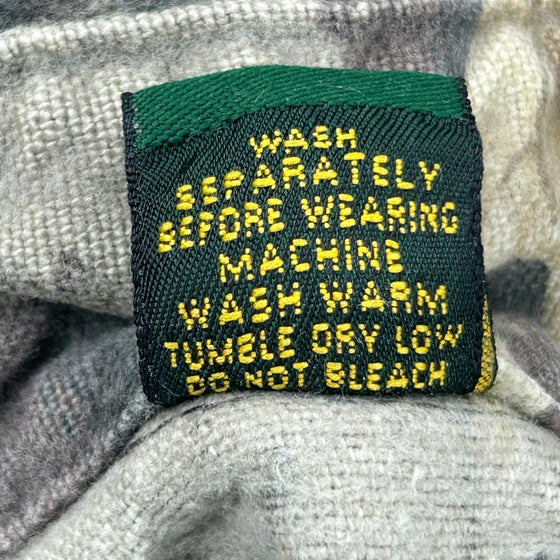 WASH
SEPARATELY
BEFORE WEARING
MACHINE
WASH WARM
TUMBLE DRY LOW
DO NOT BLEACH